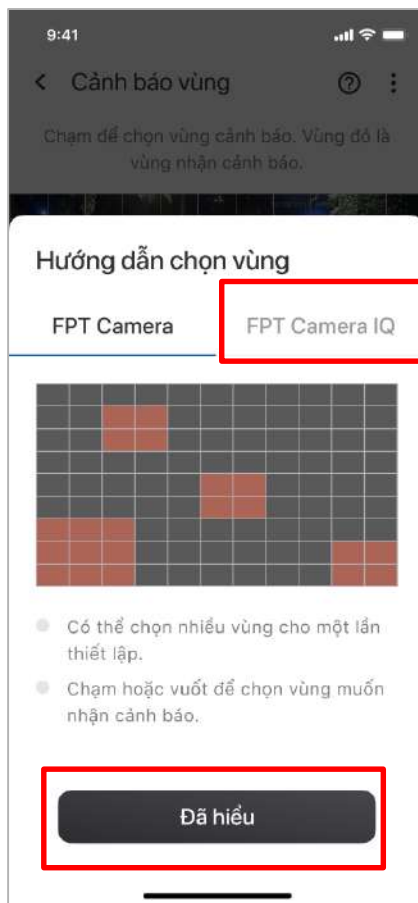 9:41
Cảnh báo vùng
Chạm để chọn vùng cảnh báo. Vùng đó là
vùng nhận cảnh báo.
Hướng dẫn chọn vùng
FPT Camera
FPT Camera IQ
Có thể chọn nhiều vùng cho một lần
thiết lập.
Chạm hoặc vuốt để chọn vùng muốn
nhận cảnh báo.
Đã hiểu